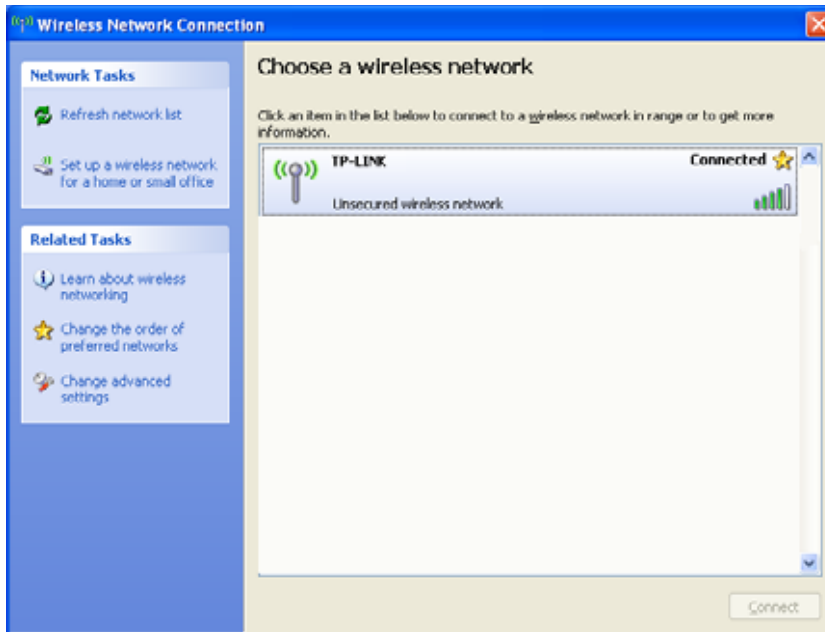 Wireless Network Connection
Network Tasks
Refresh network list
Set up a wireless network
for a home or small office
Related Tasks
Learn about wireless
networking
Change the order of
preferred networks
Change advanced
settings
Choose a wireless network
Click an item in the list below to connect to a wireless network in range or to get more
information.
TP-LINK Connected
Unsecured wireless network
Connect